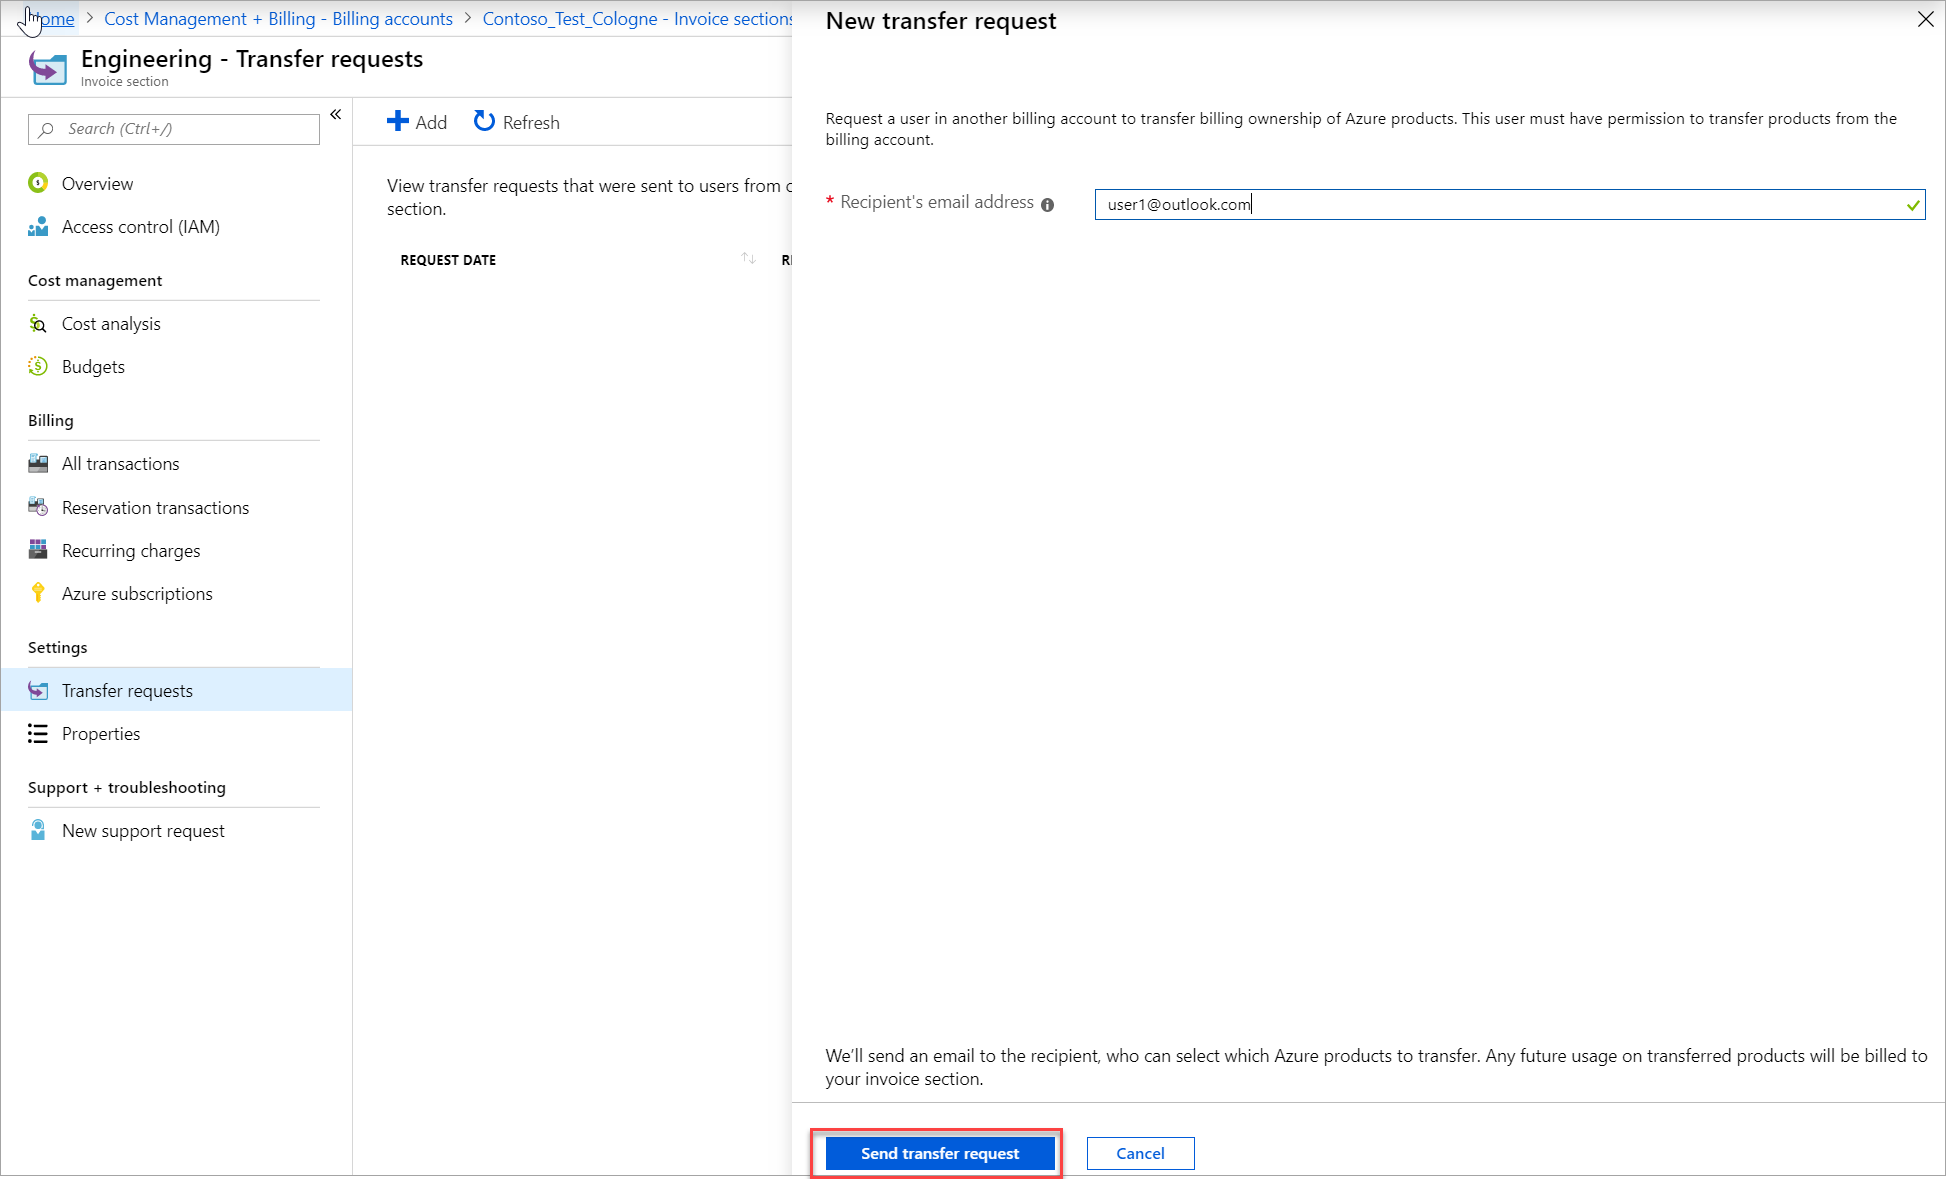 Home > Cost Management + Billing - Billing accounts > Contoso_Test_Cologne - Invoice sections
Engineering - Transfer requests
Invoice section
Search (Ctrl+/)
«
Overview
Access control (IAM)
Cost management
Cost analysis
Budgets
Billing
All transactions
Reservation transactions
Recurring charges
Azure subscriptions
Settings
Transfer requests
Properties
Support + troubleshooting
New support request
Add
Refresh
View transfer requests that were sent to users from
section.
REQUEST DATE
New transfer request
Request a user in another billing account to transfer billing ownership of Azure products. This user must have permission to transfer products from the
billing account.
* Recipient's email address
user1@outlook.com
We'll send an email to the recipient, who can select which Azure products to transfer. Any future usage on transferred products will be billed to
your invoice section.
Send transfer request
Cancel